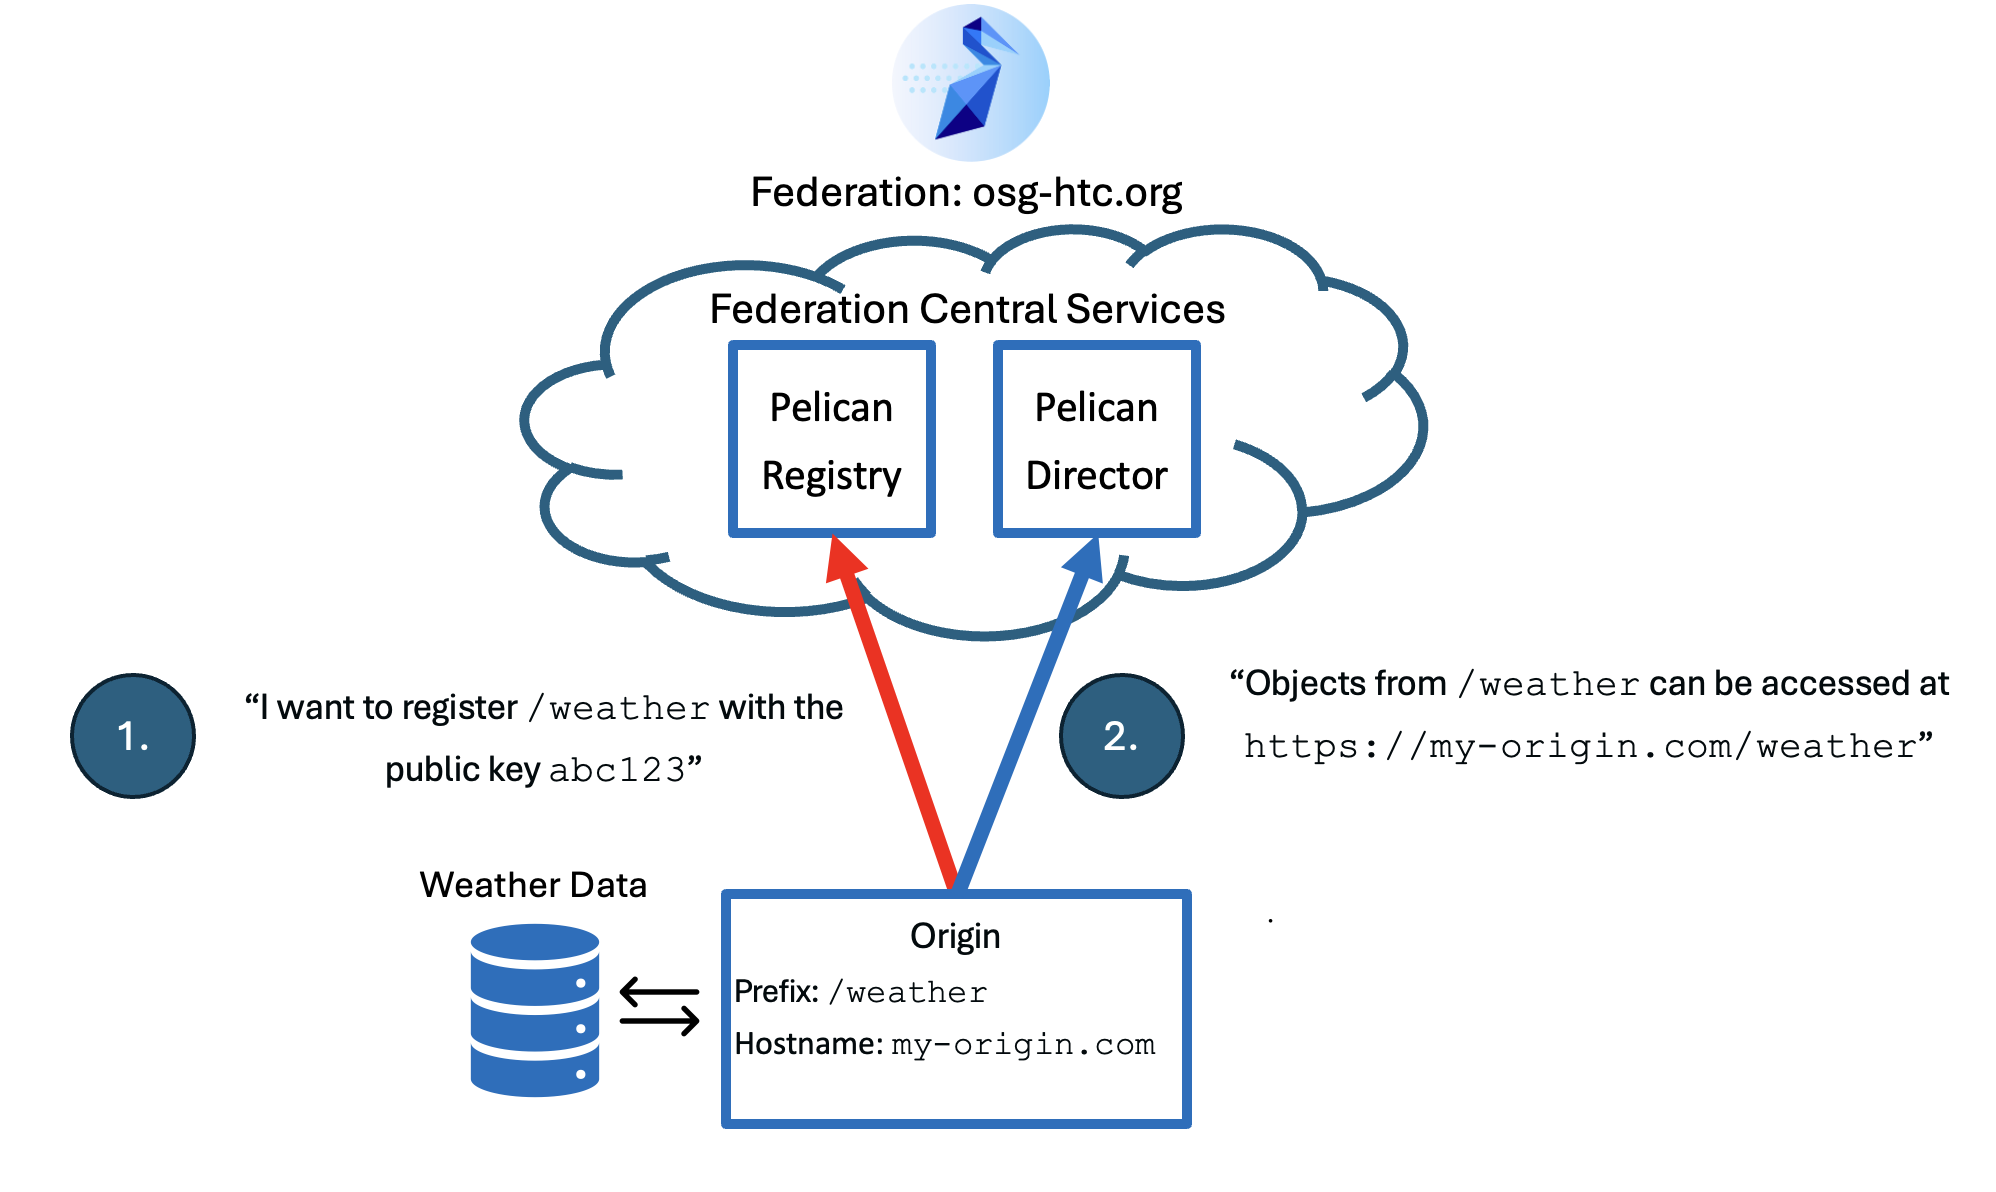 Federation: osg-htc.org
Federation Central Services
Pelican
Registry
Pelican
Director
1.
“I want to register /weather with the
public key abc123”
2.
“Objects from /weather can be accessed at
https://my-origin.com/weather”
Weather Data
Origin
Prefix: /weather
Hostname: my-origin.com
.